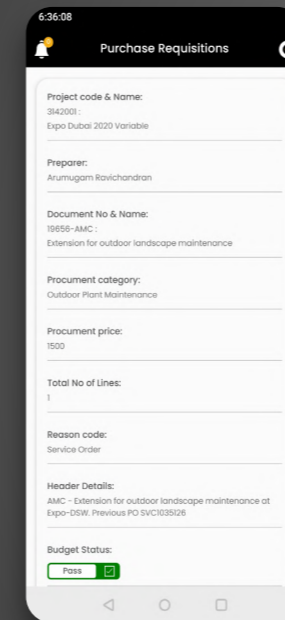 6:36:08
Purchase Requisitions
Project code & Name:
3142001 :
Expo Dubai 2020 Variable
Preparer:
Arumugam Ravichandran
Document No & Name:
19656-AMC :
Extension for outdoor landscape maintenance
Procument category:
Outdoor Plant Maintenance
Procument price:
1500
Total No of Lines:
1
Reason code:
Service Order
Header Details:
AMC - Extension for outdoor landscape maintenance at
Expo-DSW. Previous PO SVC1035126
Budget Status:
Pass